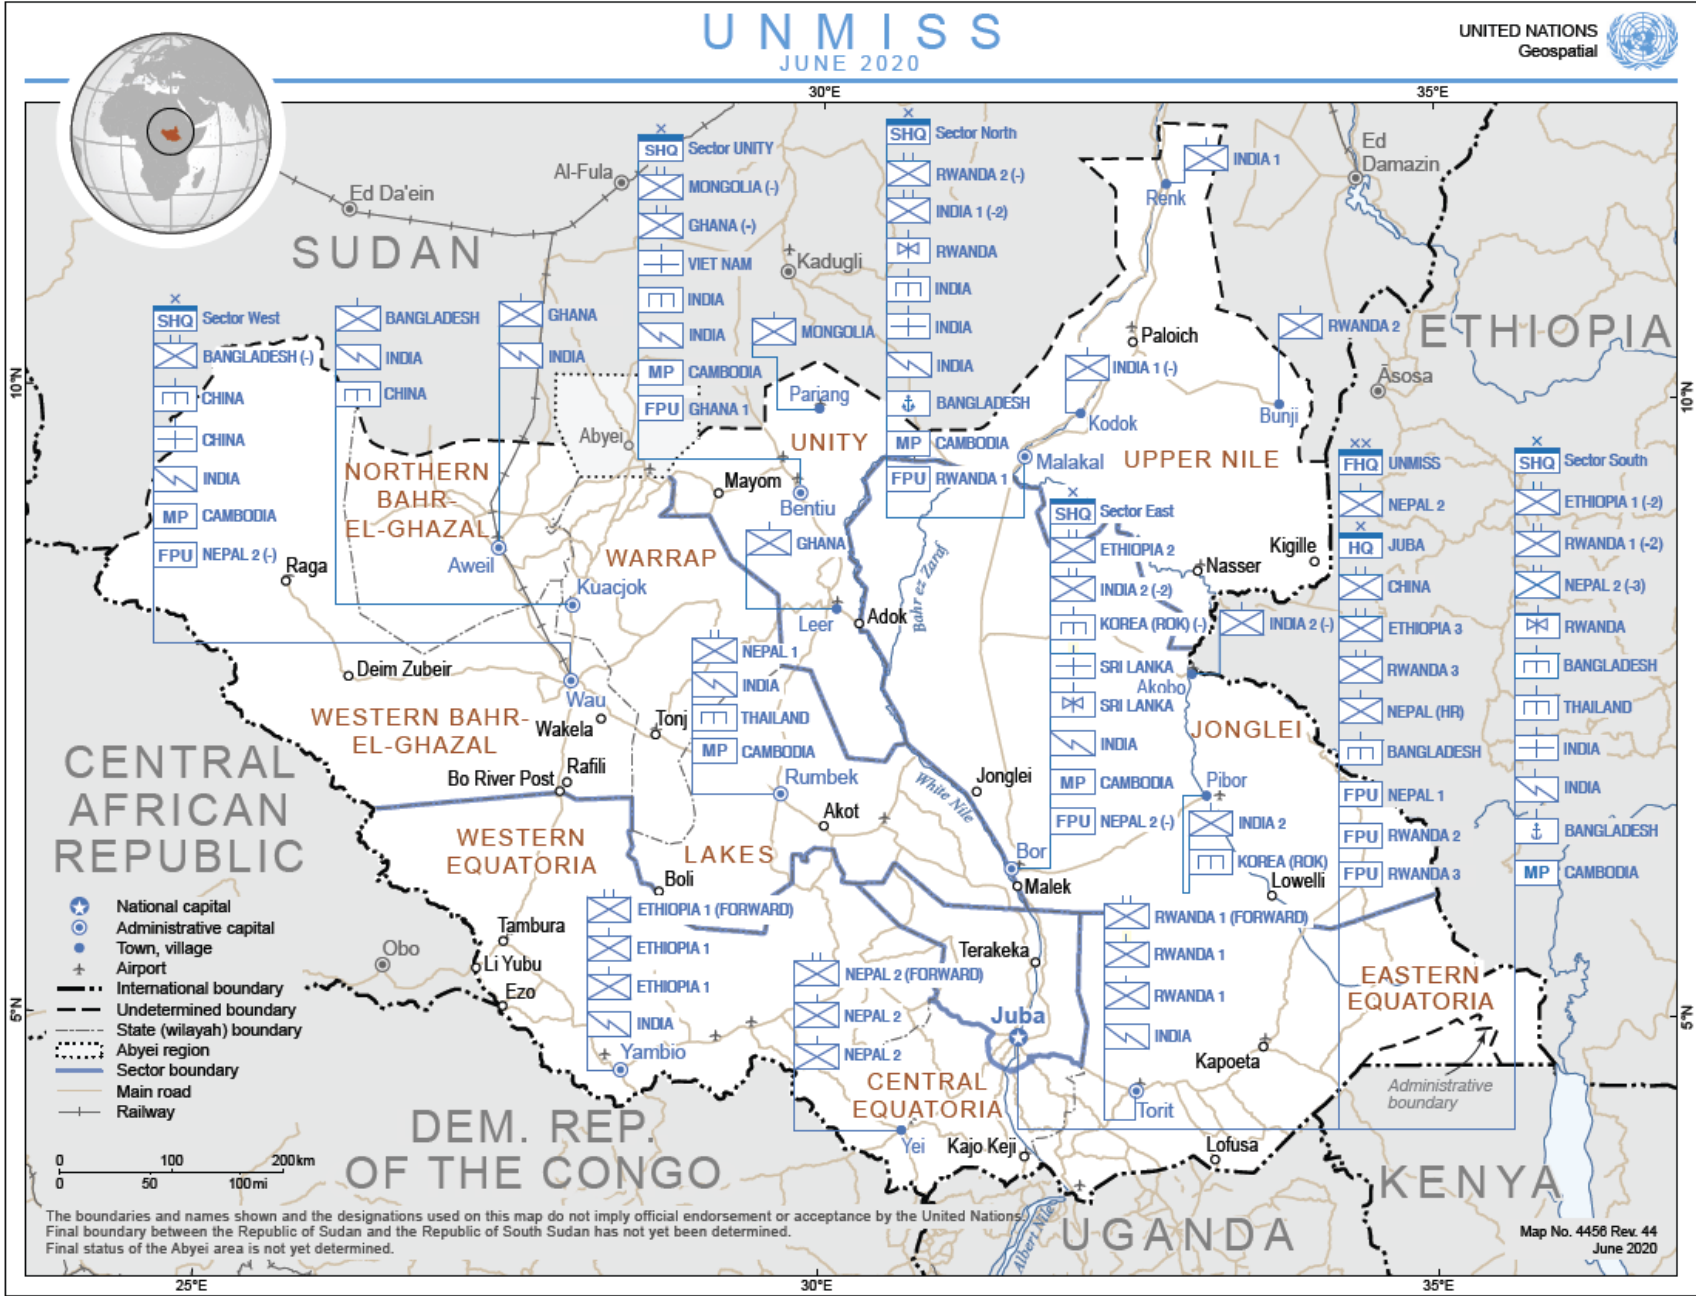 UNMISS
JUNE 2020
UNITED NATIONS
Geospatial
30°E
35°E
SHQ Sector UNITY
MONGOLIA (-)
GHANA (-)
VIET NAM
INDIA
INDIA
MP CAMBODIA
FPU GHANA 1
SHQ Sector North
RWANDA 2 (-)
INDIA 1 (-2)
RWANDA
INDIA
INDIA
INDIA
BANGLADESH
MP CAMBODIA
FPU RWANDA 1
INDIA 1
Renk
Ed
Damazin
Al-Fula
Ed Da'ein
SUDAN
Kadugli
MONGOLIA
Pariang
SHQ Sector West
BANGLADESH (-)
CHINA
CHINA
INDIA
MP CAMBODIA
FPU NEPAL 2 (-)
BANGLADESH
INDIA
CHINA
GHANA
INDIA
Paloich
INDIA 1 (-)
Kodok
RWANDA 2
Bunji
ETHIOPIA
Āsosa
10°N
10°N
Abyei
UNITY
Malakal
UPPER NILE
NORTHERN
BAHR-
EL-GHAZAL
Mayom
Bentiu
WARRAP
GHANA
Leer
Adok
Bahr ez Zaraf
Aweil
Kuacjok
Raga
Kigille
Nasser
SHQ Sector East
ETHIOPIA 2
INDIA 2 (-2)
KOREA (ROK) (-)
SRI LANKA
SRI LANKA
INDIA
MP CAMBODIA
FPU NEPAL 2 (-)
INDIA 2 (-)
Akobo
FHQ UNMISS
NEPAL 2
HQ JUBA
CHINA
ETHIOPIA 3
RWANDA 3
NEPAL (HR)
BANGLADESH
FPU NEPAL 1
FPU RWANDA 2
FPU RWANDA 3
SHQ Sector South
ETHIOPIA 1 (-2)
RWANDA 1 (-2)
NEPAL 2 (-3)
RWANDA
BANGLADESH
THAILAND
INDIA
INDIA
BANGLADESH
MP CAMBODIA
Deim Zubeir
Wau
WESTERN BAHR-
EL-GHAZAL
Wakela
Tonj
NEPAL 1
INDIA
THAILAND
MP CAMBODIA
Rumbek
JONGLEI
Bo River Post
Rafili
Jonglei
White Nile
Pibor
INDIA 2
KOREA (ROK)
CENTRAL
AFRICAN
REPUBLIC
WESTERN
EQUATORIA
LAKES
Akot
Boli
Bor
Malek
Lowelli
ETHIOPIA 1 (FORWARD)
ETHIOPIA 1
ETHIOPIA 1
INDIA
Yambio
Tambura
Li Yubu
Ezo
Obo
NEPAL 2 (FORWARD)
NEPAL 2
NEPAL 2
Yei
Terakeka
RWANDA 1 (FORWARD)
RWANDA 1
RWANDA 1
INDIA
Torit
EASTERN
EQUATORIA
Juba
Kapoeta
CENTRAL
EQUATORIA
Kajo Keji
Lofusa
Administrative
boundary
5°N
5°N
National capital
Administrative capital
Town, village
Airport
International boundary
Undetermined boundary
State (wilayah) boundary
Abyei region
Sector boundary
Main road
Railway
0 100 200km
0 50 100mi
DEM. REP.
OF THE CONGO
KENYA
UGANDA
Albert Nile
The boundaries and names shown and the designations used on this map do not imply official endorsement or acceptance by the United Nations.
Final boundary between the Republic of Sudan and the Republic of South Sudan has not yet been determined.
Final status of the Abyei area is not yet determined.
Map No. 4456 Rev. 44
June 2020
25°E
30°E
35°E